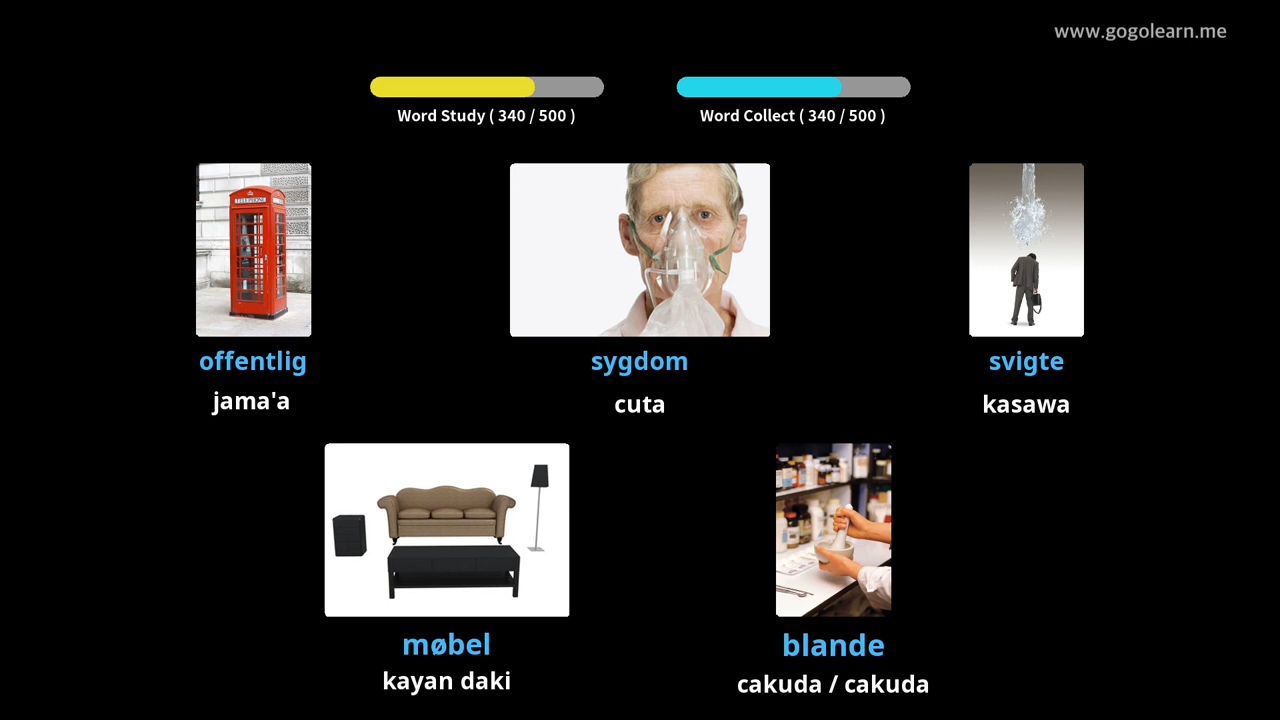 www.gogolearn.me
Word Study ( 340 / 500 )
Word Collect ( 340 / 500 )
TELEPHONE
offentlig
jama'a
sygdom
cuta
svigte
kasawa
møbel
kayan daki
blande
cakuda / cakuda